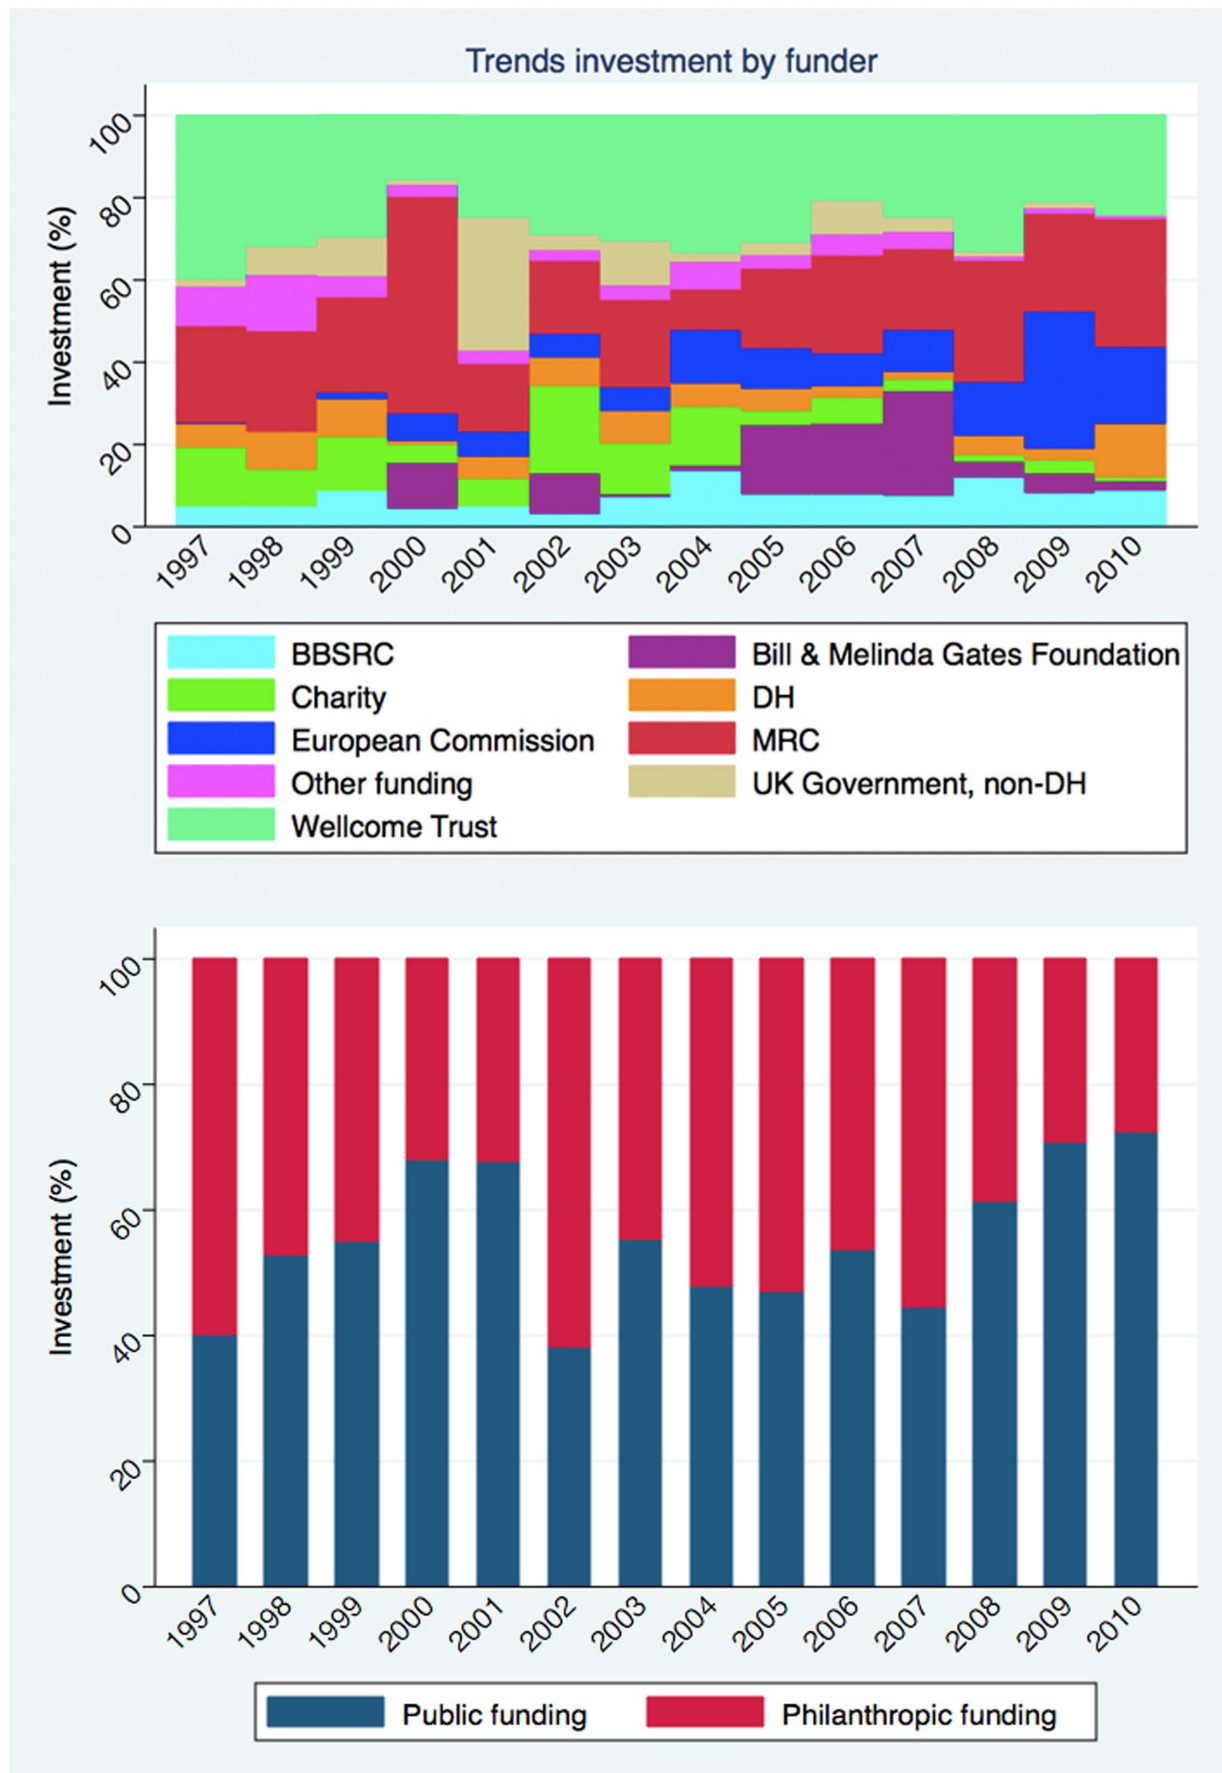 Trends investment by funder
Investment (%)
100
80
60
40
20
0
1997 1998 1999 2000 2001 2002 2003 2004 2005 2006 2007 2008 2009 2010
BBSRC Bill & Melinda Gates Foundation
Charity DH
European Commission MRC
Other funding UK Government, non-DH
Wellcome Trust
Investment (%)
100
80
60
40
20
0
1997 1998 1999 2000 2001 2002 2003 2004 2005 2006 2007 2008 2009 2010
Public funding Philanthropic funding